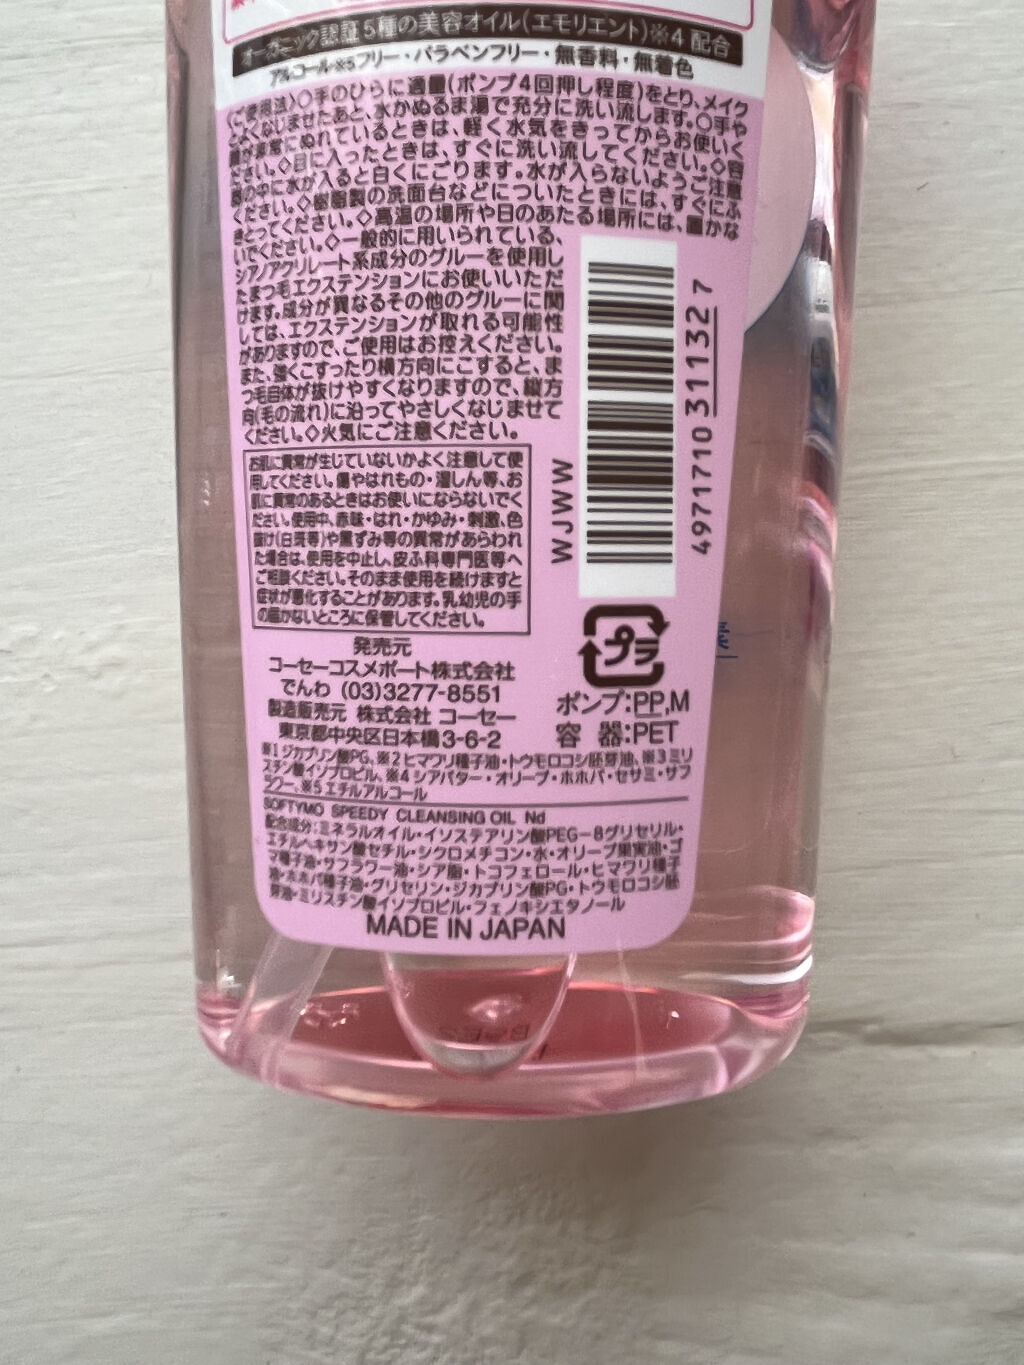 オーガニック認証5種の美容オイル(エモリエント)※4 配合
アルコール※5フリー・パラベンフリー・無香料・無着色
〈ご使用法〉○手のひらに適量(ポンプ4回押し程度)をとり、メイク
とよくなじませたあと、水かぬるま湯で充分に洗い流します。○手や
顔が非常にぬれているときは、軽く水気をきってからお使いく
ださい。◇目に入ったときは、すぐに洗い流してください。◇容
器の中に水が入ると白くにごります。水が入らないようご注意
ください。◇樹脂製の洗面台などについたときには、すぐにふ
きとってください。◇高温の場所や日のあたる場所には、置かな
いでください。◇一般的に用いられている、
シアノアクリレート系成分のグルーを使用し
たまつ毛エクステンションにお使いいただ
けます。成分が異なるその他のグルーに関
しては、エクステンションが取れる可能性
がありますので、ご使用はお控えください。
また、強くこすったり横方向にこすると、ま
つ毛自体が抜けやすくなりますので、縦方
向(毛の流れ)に沿ってやさしくなじませて
ください。◇火気にご注意ください。
お肌に異常が生じていないかよく注意して使
用してください。傷やはれもの・湿しん等、お
肌に異常のあるときはお使いにならないでく
ださい。使用中、赤味・はれ・かゆみ・刺激、色
抜け(白斑等)や黒ずみ等の異常があらわれ
た場合は、使用を中止し、皮ふ科専門医等へ
ご相談ください。そのまま使用を続けますと
症状が悪化することがあります。乳幼児の手
の届かないところに保管してください。
WJWW
4971710311327
発売元
コーセーコスメポート株式会社
でんわ (03)3277-8551
製造販売元 株式会社 コーセー
東京都中央区日本橋3-6-2
プラ
ポンプ:PP,M
容 器:PET
※1 ジカプリン酸PG、※2 ヒマワリ種子油・トウモロコシ胚芽油、※3 ミリ
スチン酸イソプロピル、※4 シアバター・オリーブ・ホホバ・セサミ・サフ
ラワー、※5 エチルアルコール
SOFTYMO SPEEDY CLEANSING OIL Nd
配合成分:ミネラルオイル・イソステアリン酸PEG-8グリセリル・
エチルヘキサン酸セチル・シクロメチコン・水・オリーブ果実油・ゴ
マ種子油・サフラワー油・シア脂・トコフェロール・ヒマワリ種子
油・ホホバ種子油・グリセリン・ジカプリン酸PG・トウモロコシ胚
芽油・ミリスチン酸イソプロピル・フェノキシエタノール
MADE IN JAPAN